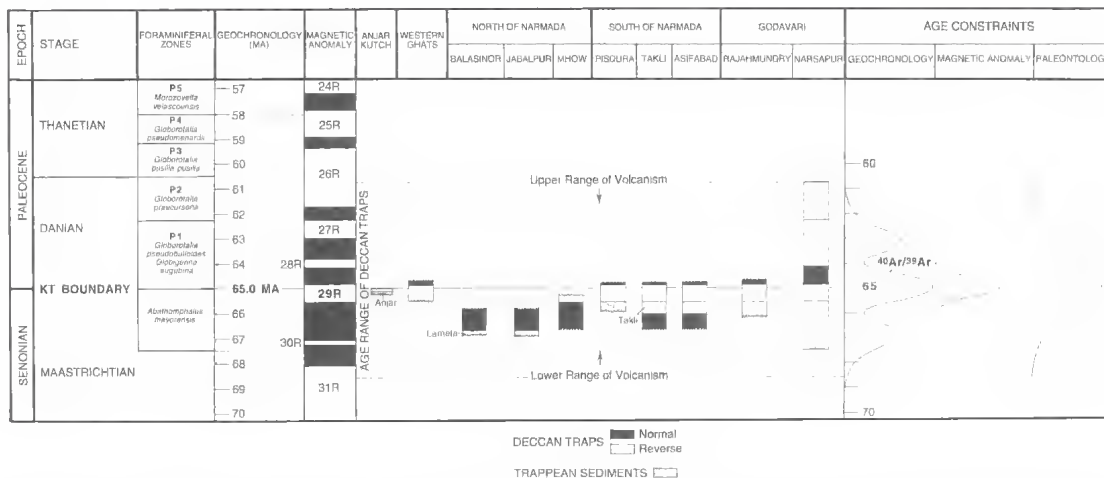 EPOCH
STAGE
FORAMINIFERAL ZONES
GEOCHRONOLOGY (MA)
MAGNETIC ANOMALY
ANJAR KUTCH
WESTERN GHATS
NORTH OF NARMADA
BALASINOR
JABALPUR
MHOW
SOUTH OF NARMADA
PISDURA
TAKLI
ASIFABAD
GODAVARI
RAJAHMUNDRY
NARSAPUR
AGE CONSTRAINTS
GEOCHRONOLOGY
MAGNETIC ANOMALY
PALEONTOLOG
PALEOCENE
SENONIAN
THANETIAN
DANIAN
KT BOUNDARY
MAASTRICHTIAN
P5
Morozovella
velascoensis
P4
Globorotalia
pseudomenardii
P3
Globorotalia
pusilla pusilla
P2
Globorotalia
P1
Globorotalia
pseudobulloides
Globigerina
eugubina
Abathomphalus
mayorensis
57
58
59
60
61
62
63
64
65.0 MA
66
67
68
69
70
24R
25R
26R
27R
28R
29R
30R
31R
AGE RANGE OF DECCAN TRAPS
Anjar
Lameta
Takli
Upper Range of Volcanism
Lower Range of Volcanism
60
40Ar/39Ar
65
70
DECCAN TRAPS
Normal
Reverse
TRAPPEAN SEDIMENTS